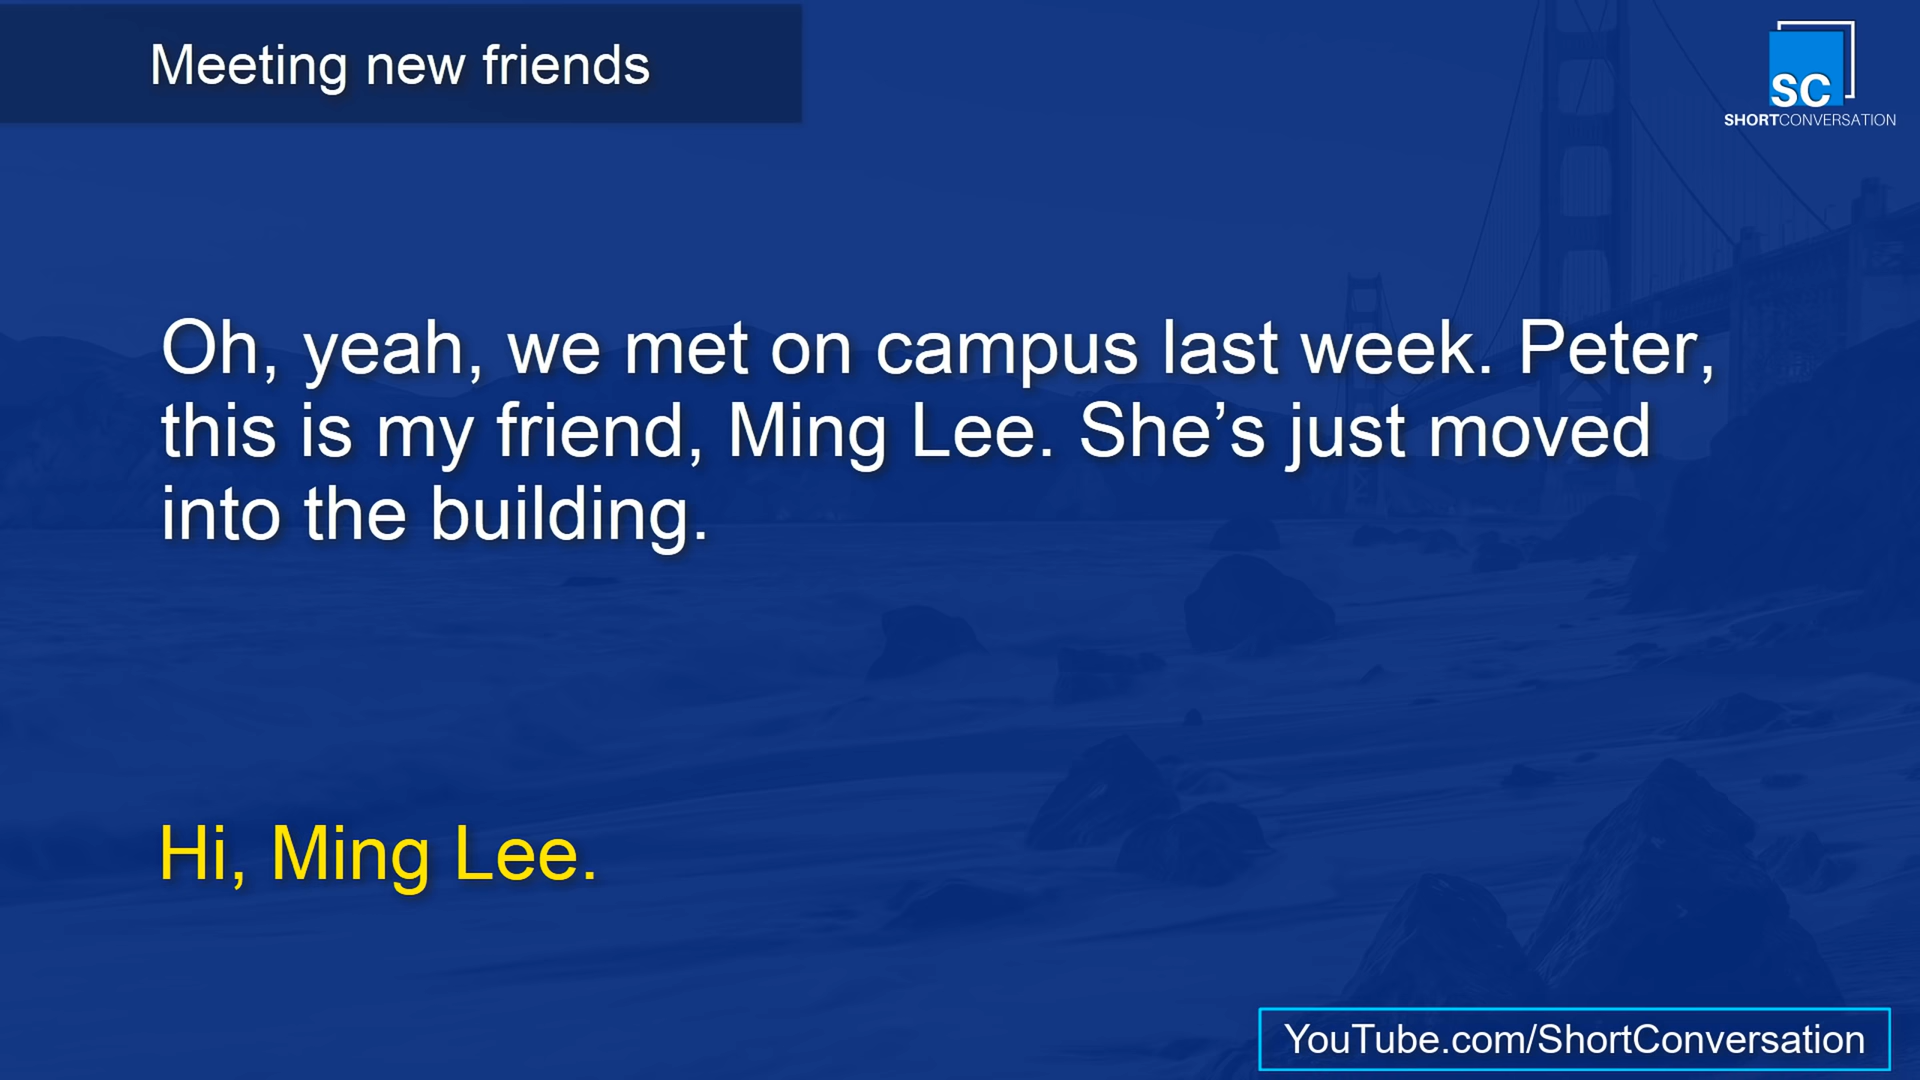 Meeting new friends
SC
SHORTCONVERSATION
Oh, yeah, we met on campus last week. Peter,
this is my friend, Ming Lee. She’s just moved
into the building.
Hi, Ming Lee.
YouTube.com/ShortConversation